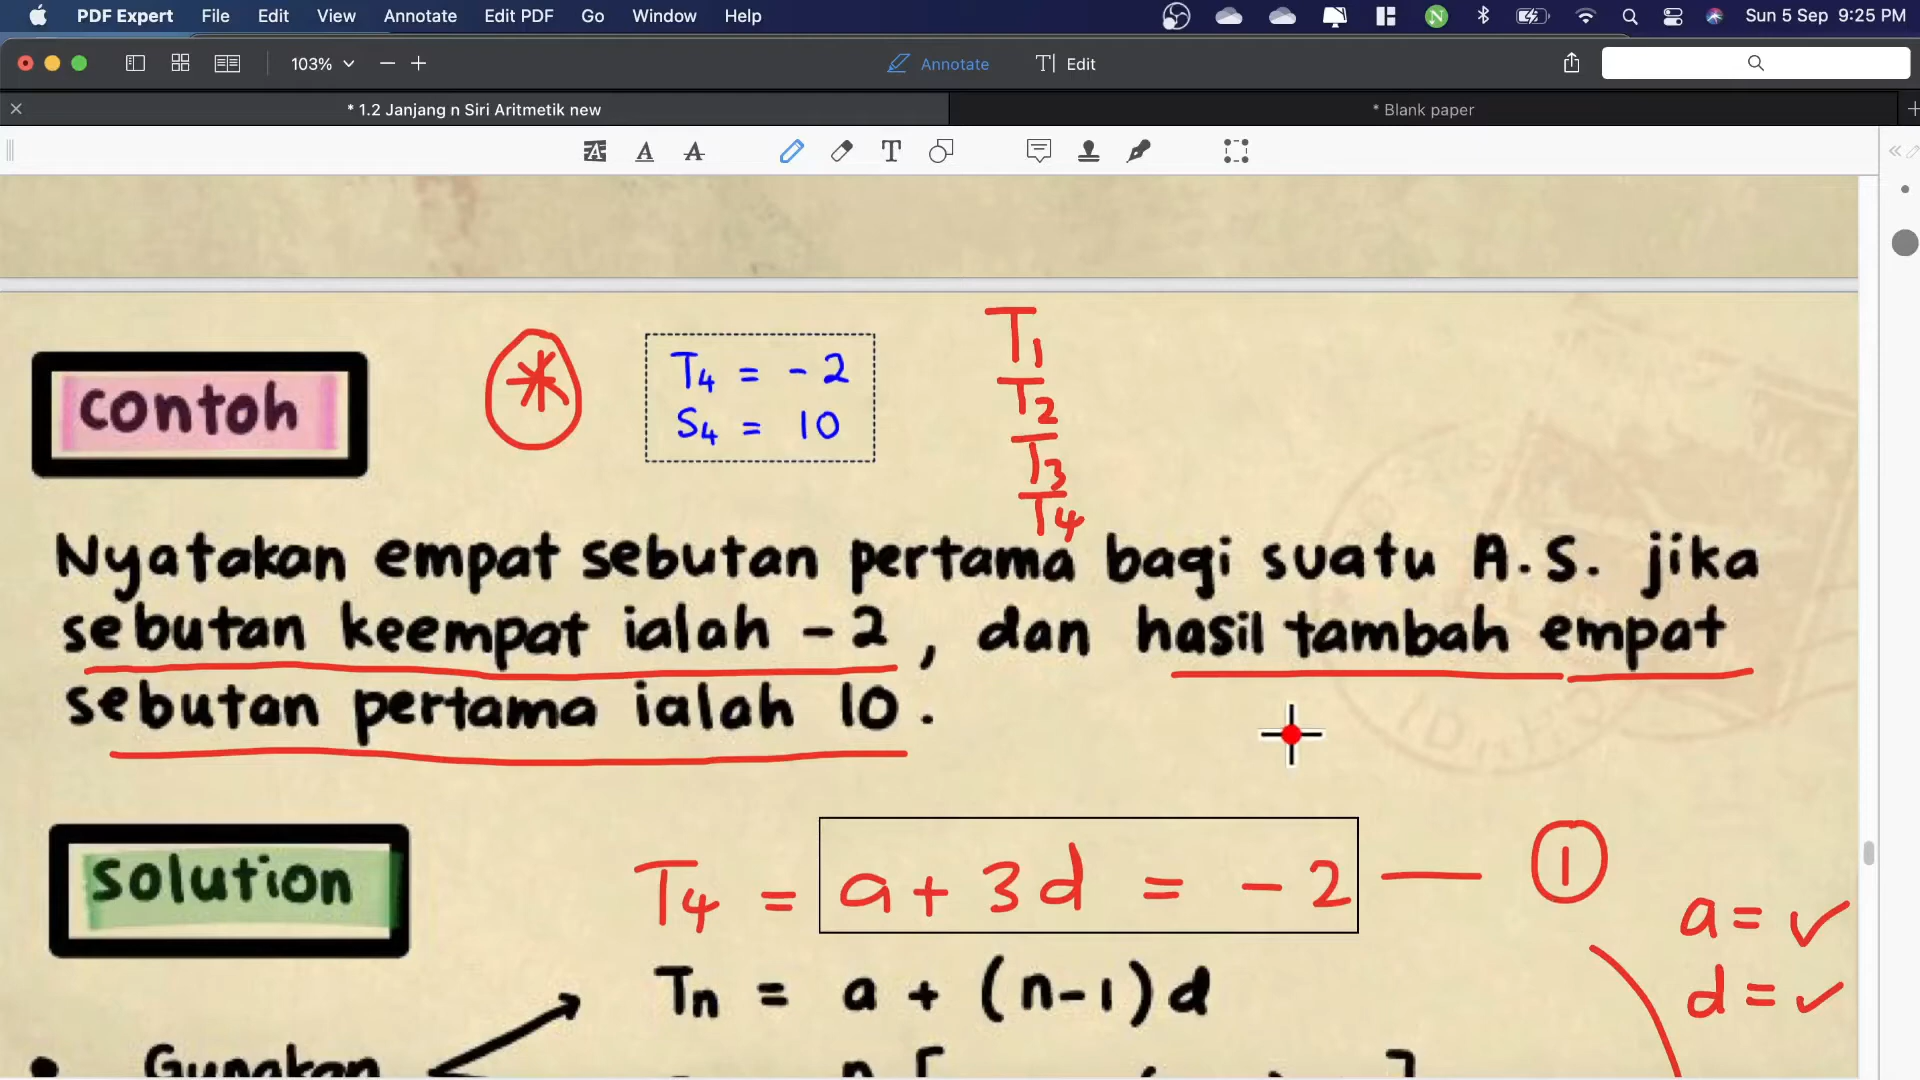 PDF Expert File Edit View Annotate Edit PDF Go Window Help Sun 5 Sep 9:25 PM
103% Annotate Edit
* 1.2 Janjang n Siri Aritmetik new * Blank paper
contoh
*
T4 = -2
S4 = 10
T1
T2
T3
T4
Nyatakan empat sebutan pertama bagi suatu A.S. jika
sebutan keempat ialah -2, dan hasil tambah empat
sebutan pertama ialah 10.
solution
T4 = a + 3d = -2 — 1
a = ✓
d = ✓
Tn = a + (n-1)d
• Gunakan